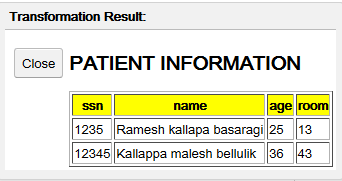 Transformation Result:
Close
PATIENT INFORMATION
ssn name age room
1235 Ramesh kallapa basaragi 25 13
12345 Kallappa malesh bellulik 36 43